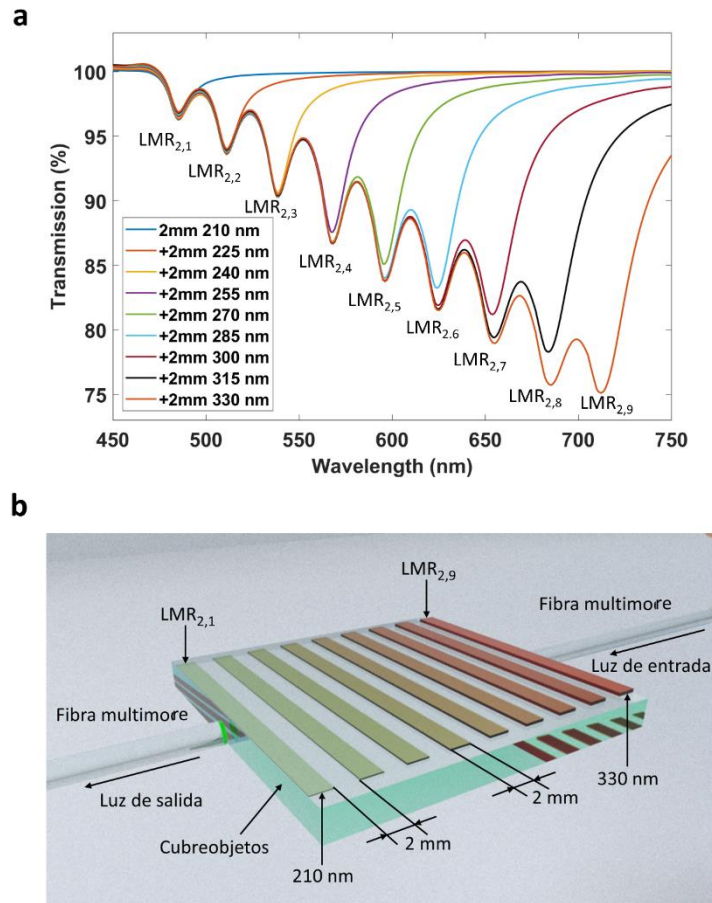 a
Transmission (%)
100
95
90
85
80
75
LMR2,1
LMR2,2
LMR2,3
LMR2,4
LMR2,5
LMR2.6
LMR2,7
LMR2,8
LMR2,9
2mm 210 nm
+2mm 225 nm
+2mm 240 nm
+2mm 255 nm
+2mm 270 nm
+2mm 285 nm
+2mm 300 nm
+2mm 315 nm
+2mm 330 nm
450 500 550 600 650 700 750
Wavelength (nm)
b
LMR2,9
LMR2,1
Fibra multimore
Luz de entrada
Fibra multimore
Luz de salida
330 nm
2 mm
Cubreobjetos
2 mm
210 nm